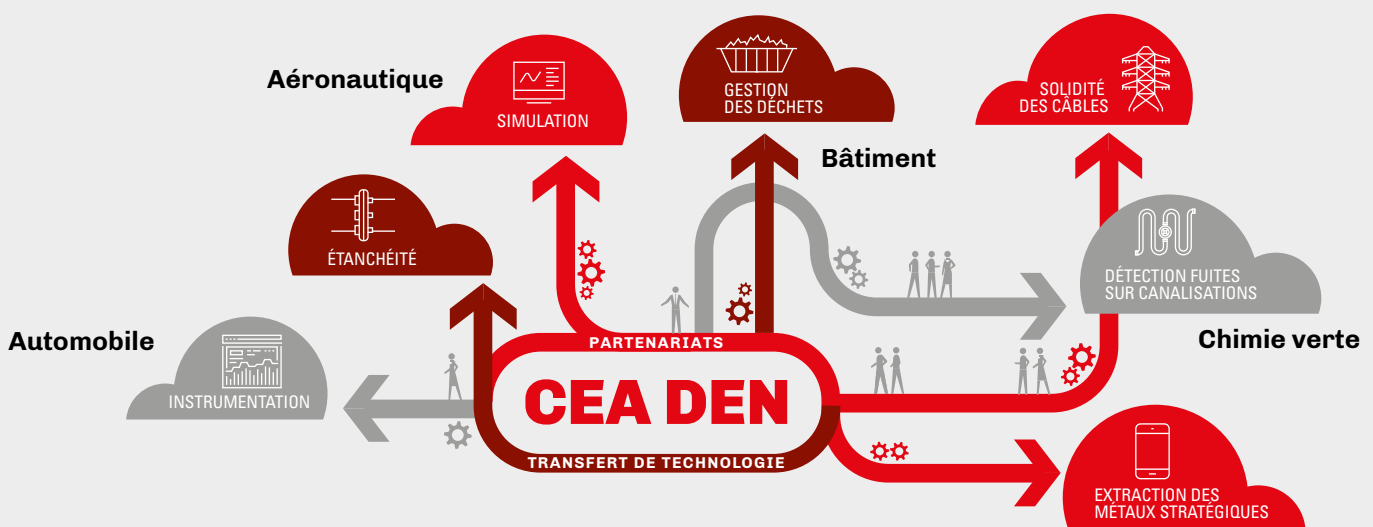 Aéronautique
SIMULATION
GESTION
DES DÉCHETS
SOLIDITÉ
DES CÂBLES
Bâtiment
ÉTANCHÉITÉ
DÉTECTION FUITES
SUR CANALISATIONS
Automobile
Chimie verte
INSTRUMENTATION
PARTENARIATS
CEA DEN
TRANSFERT DE TECHNOLOGIE
EXTRACTION DES
MÉTAUX STRATÉGIQUES